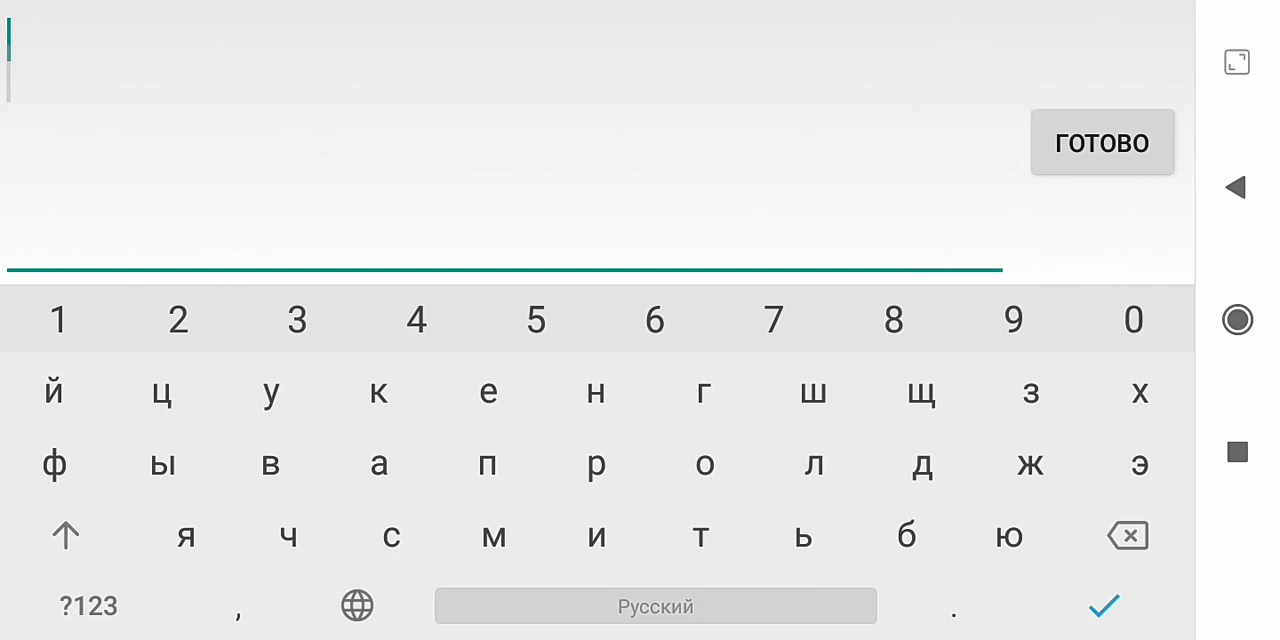 ГОТОВО
1 2 3 4 5 6 7 8 9 0
й ц у к е н г ш щ з х
ф ы в а п р о л д ж э
я ч с м и т ь б ю
?123 , Русский .